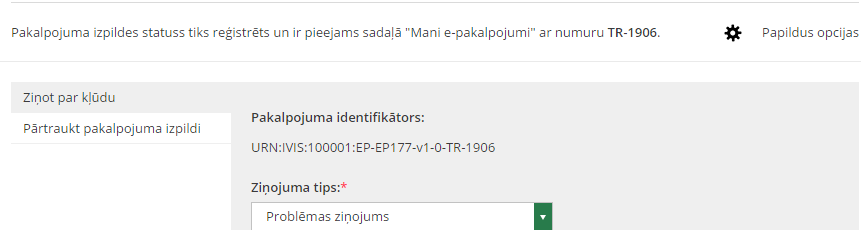 Pakalpojuma izpildes statuss tiks reģistrēts un ir pieejams sadaļā "Mani e-pakalpojumi" ar numuru TR-1906.
Papildus opcijas
Ziņot par kļūdu
Pārtraukt pakalpojuma izpildi
Pakalpojuma identifikātors:
URN:IVIS:100001:EP-EP177-v1-0-TR-1906
Ziņojuma tips:*
Problēmas ziņojums